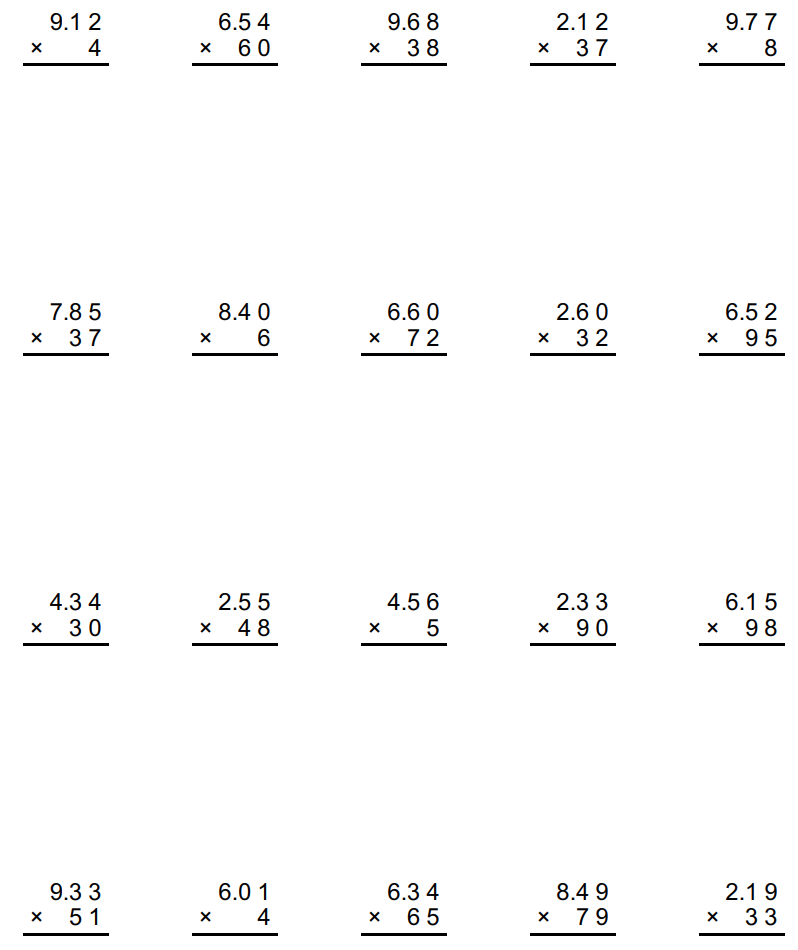 9.12 6.54 9.68 2.12 9.77
× 4 × 60 × 38 × 37 × 8
7.85 8.40 6.60 2.60 6.52
× 37 × 6 × 72 × 32 × 95
4.34 2.55 4.56 2.33 6.15
× 30 × 48 × 5 × 90 × 98
9.33 6.01 6.34 8.49 2.19
× 51 × 4 × 65 × 79 × 33